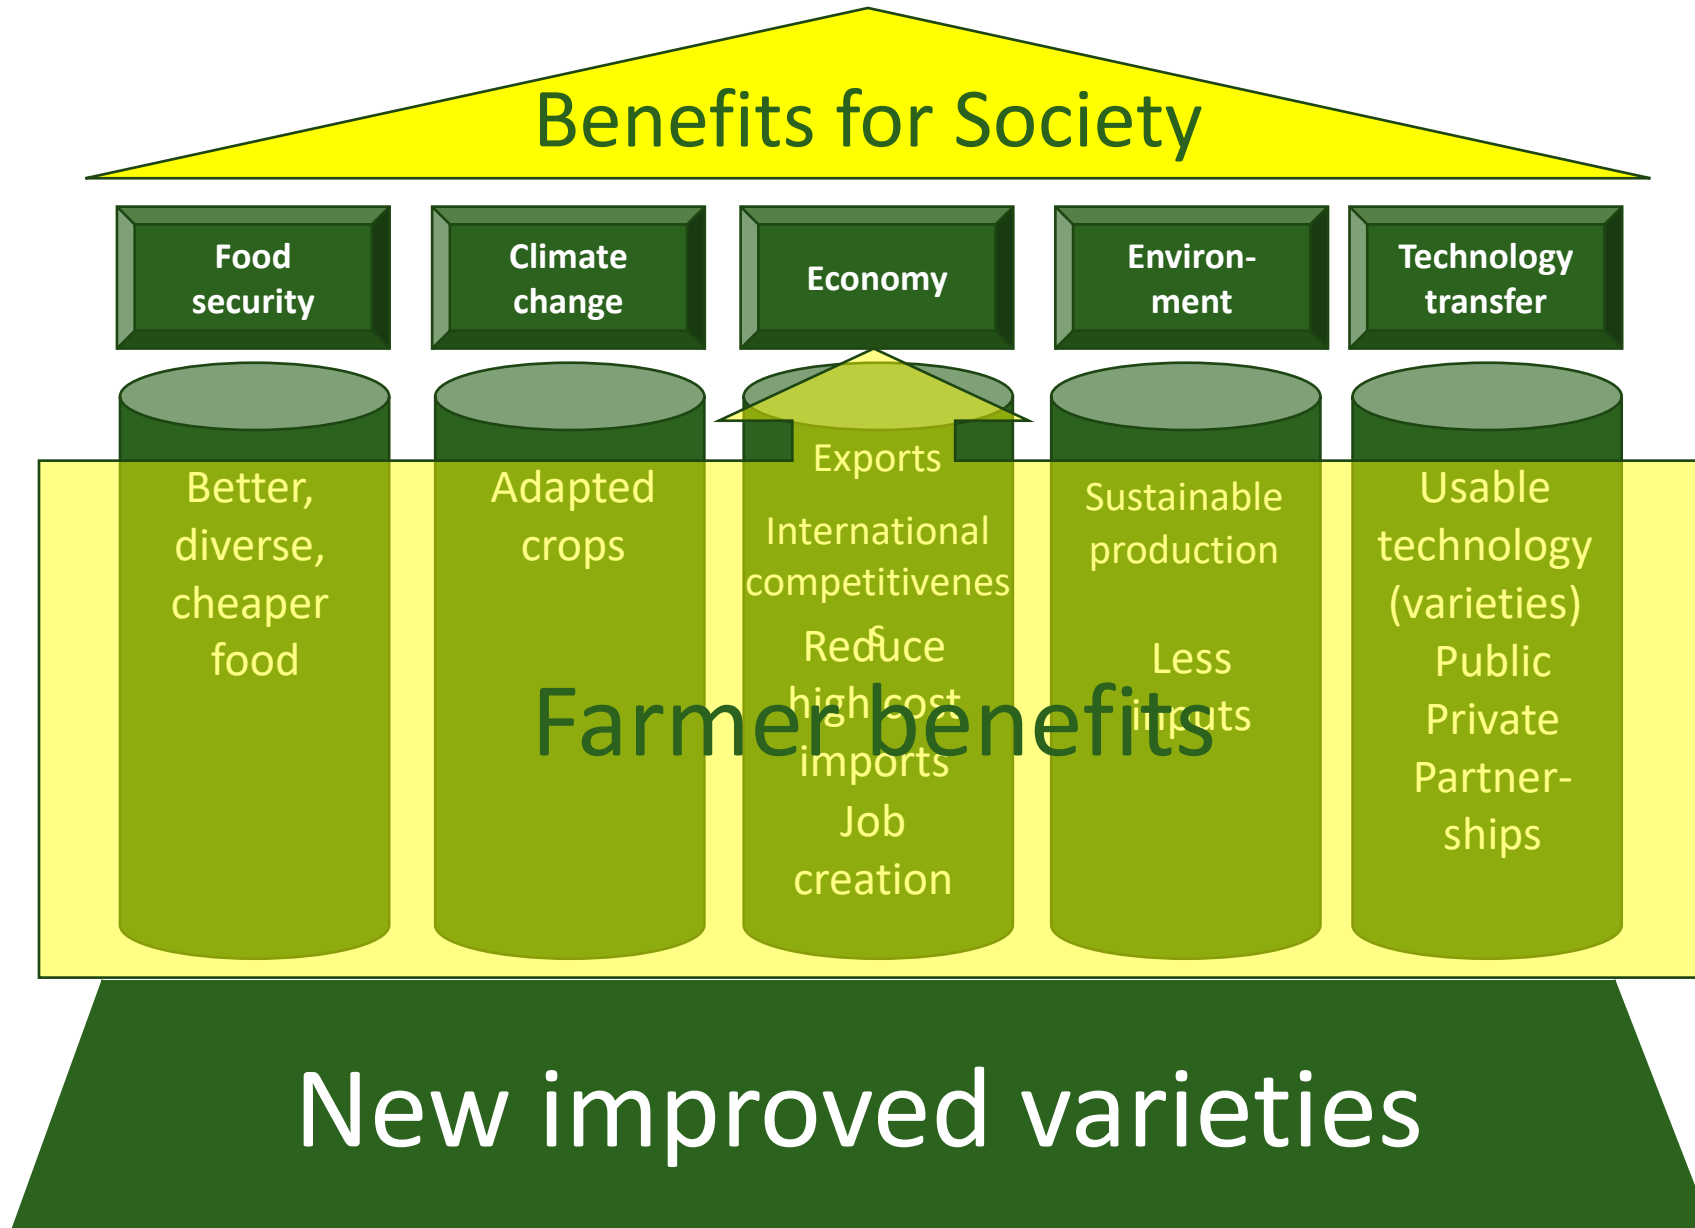 Benefits for Society
Food
security
Climate
change
Economy
Environ-
ment
Technology
transfer
Better,
diverse,
cheaper
food
Adapted
crops
Exports
International
competitivenes
s
Reduce
high cost
imports
Job
creation
Sustainable
production
Less
inputs
Usable
technology
(varieties)
Public
Private
Partner-
ships
Farmer benefits
New improved varieties